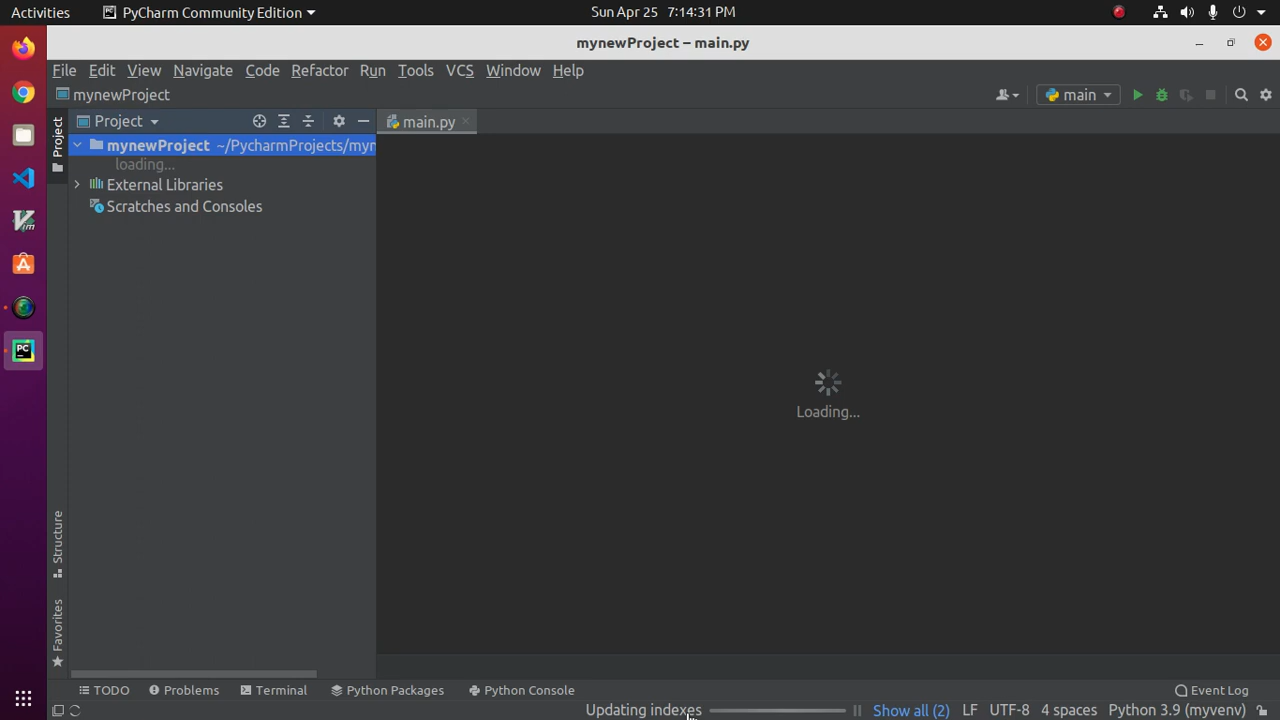 Activities PyCharm Community Edition Sun Apr 25 7:14:31 PM
mynewProject – main.py
File Edit View Navigate Code Refactor Run Tools VCS Window Help
mynewProject main
Project Project main.py
mynewProject ~/PycharmProjects/myr
loading...
External Libraries
Scratches and Consoles
Loading...
Structure
Favorites
TODO Problems Terminal Python Packages Python Console Event Log
Updating indexes Show all (2) LF UTF-8 4 spaces Python 3.9 (myvenv)